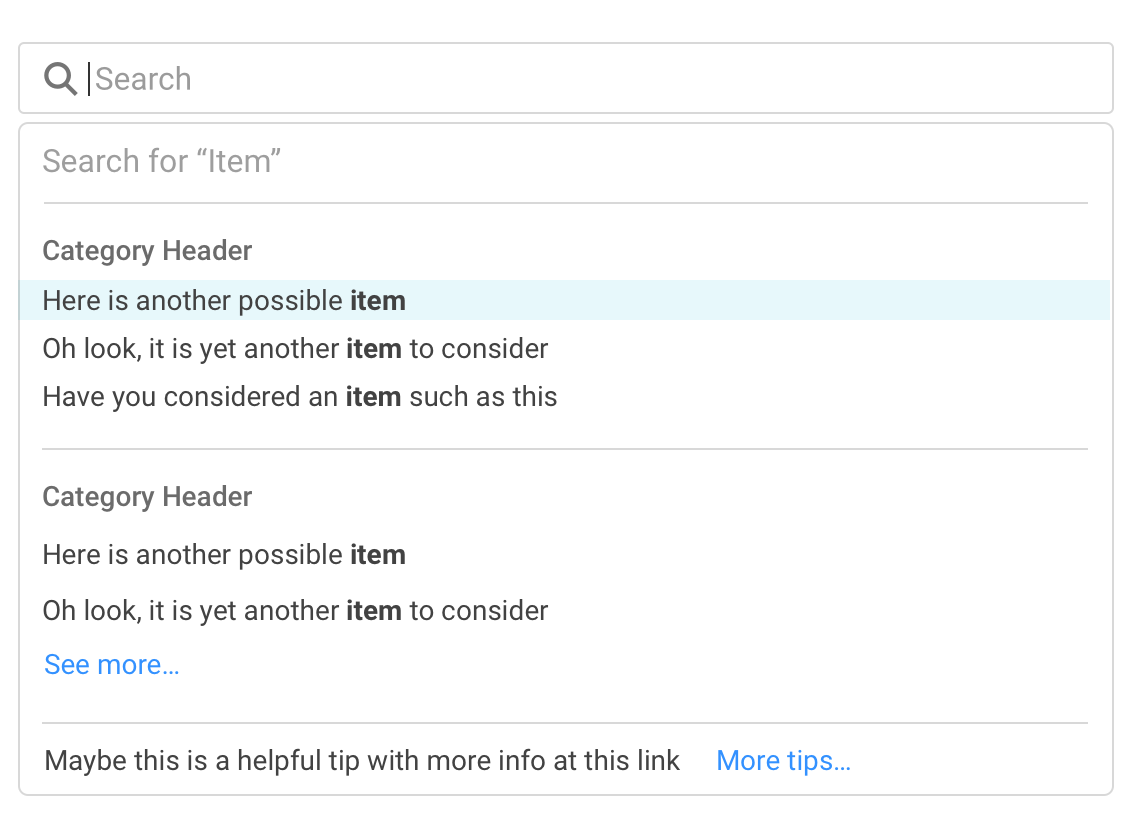 Search
Search for “Item”
Category Header
Here is another possible item
Oh look, it is yet another item to consider
Have you considered an item such as this
Category Header
Here is another possible item
Oh look, it is yet another item to consider
See more…
Maybe this is a helpful tip with more info at this link More tips…